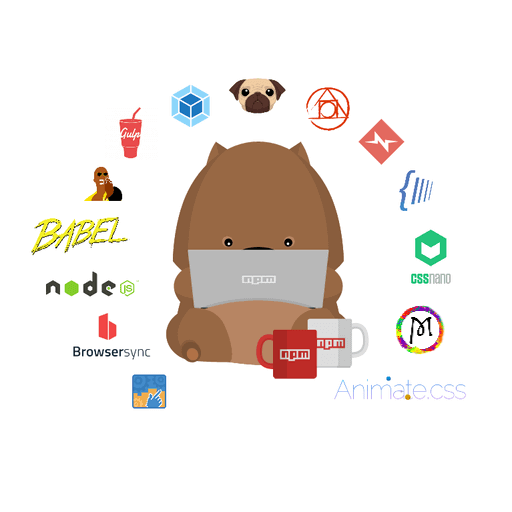 Gulp
BABEL
node
JS
npm
CSSNANO
BrowserSync
M
npm
npm
Animate.css